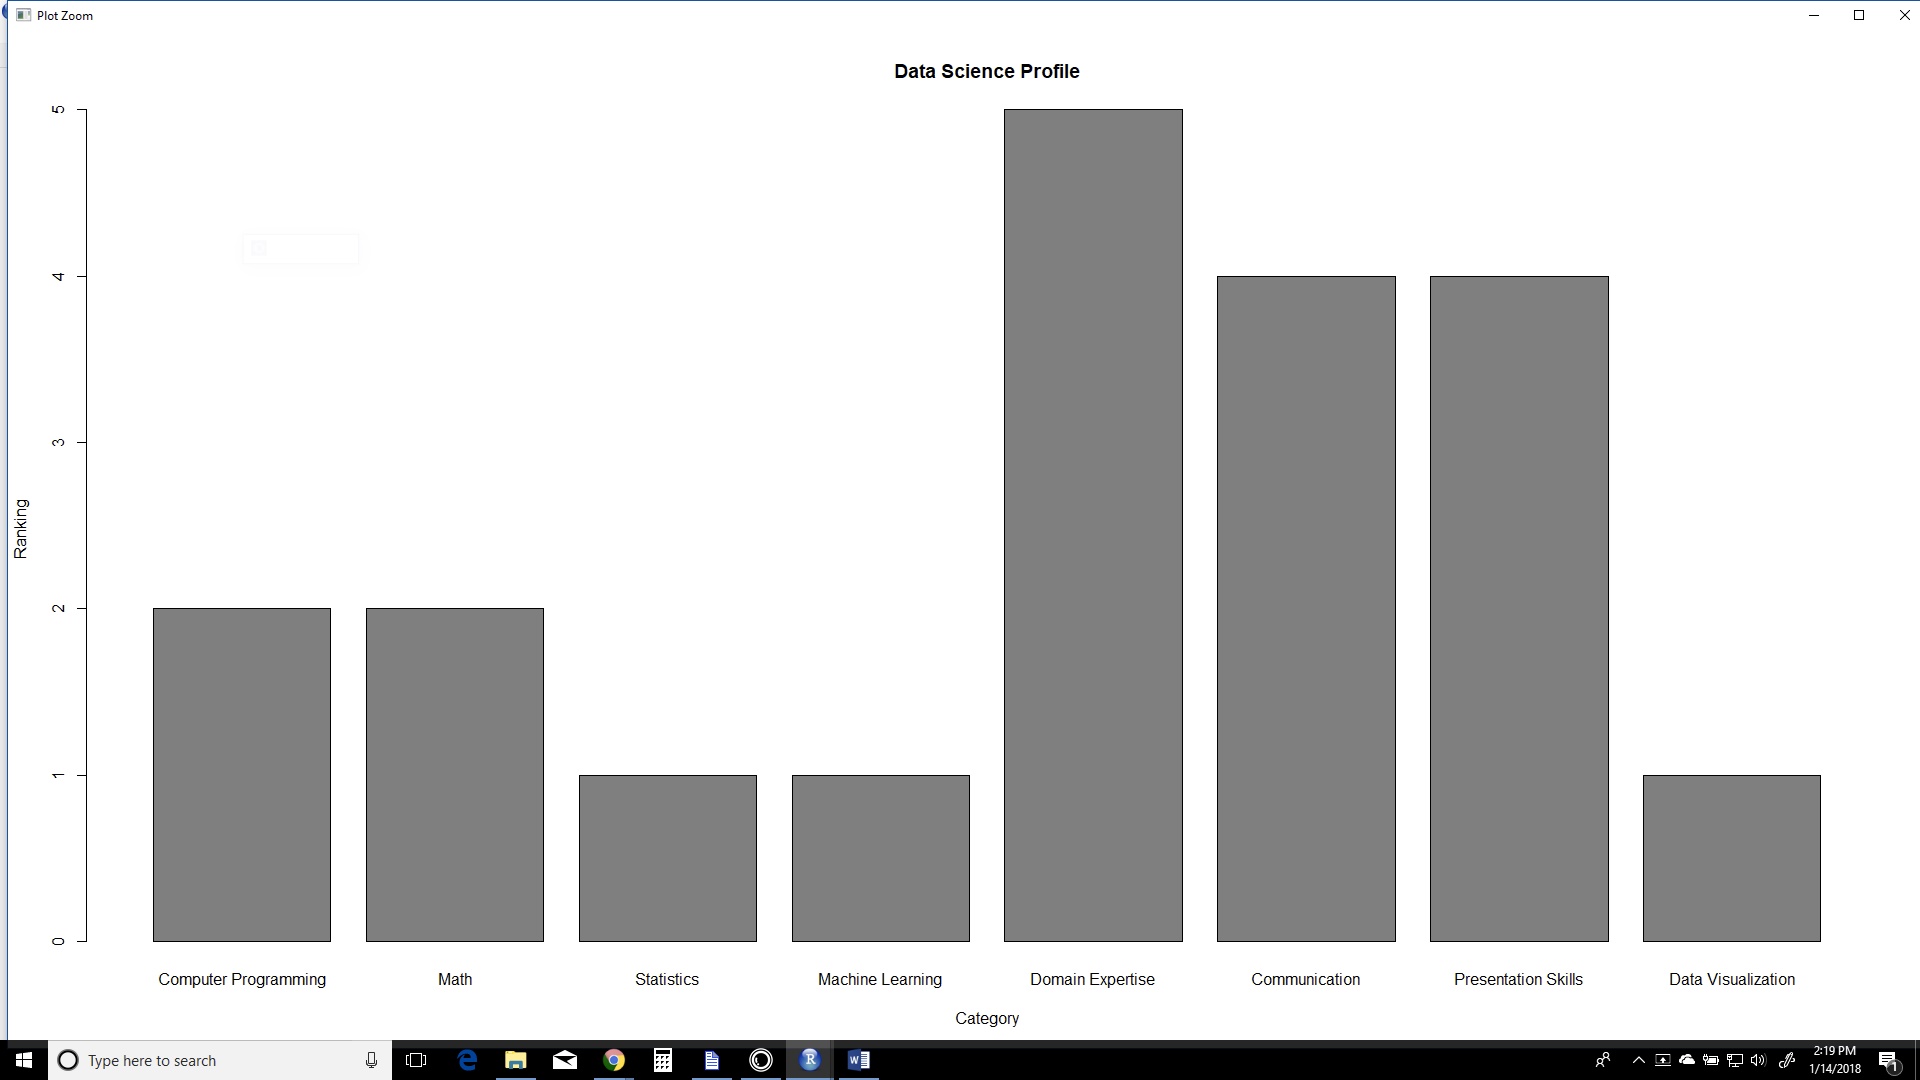 Plot Zoom
Data Science Profile
5
4
3
2
1
0
Ranking
Computer Programming Math Statistics Machine Learning Domain Expertise Communication Presentation Skills Data Visualization
Category
Type here to search
2:19 PM
1/14/2018
1